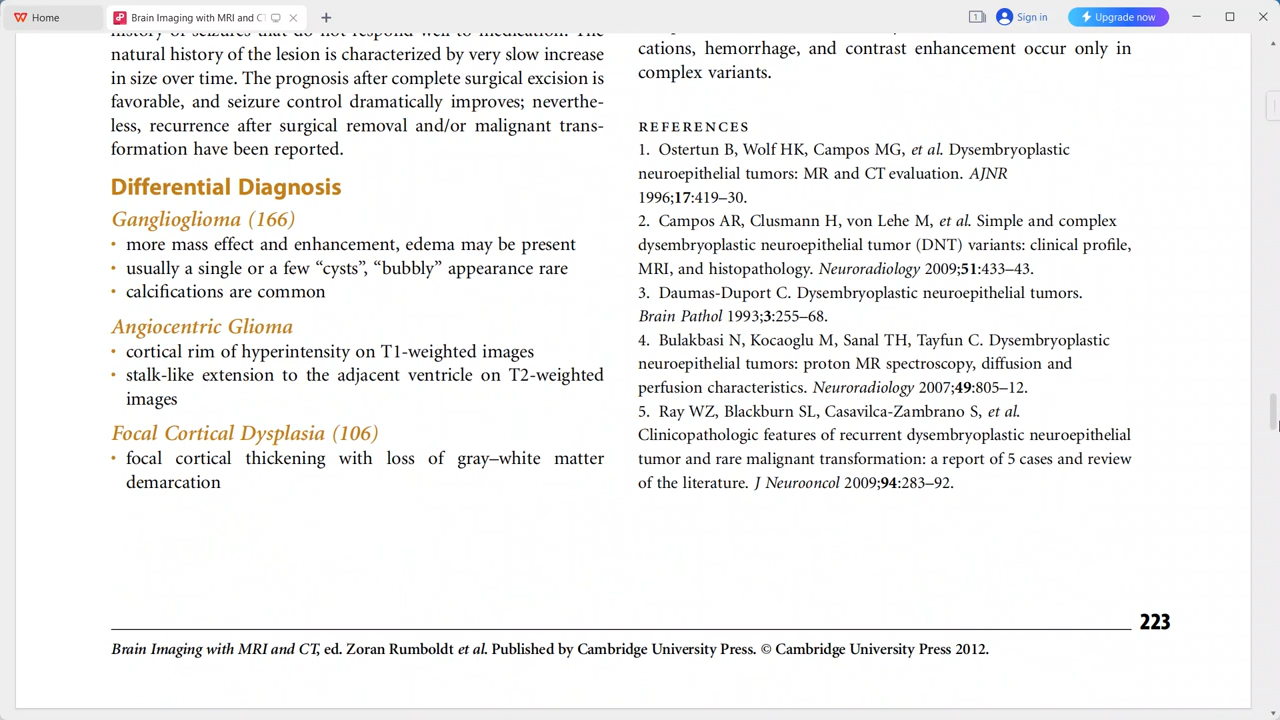 Home
Brain Imaging with MRI and CT
1
Sign in
Upgrade now
history of seizures that do not respond well to medication. The
natural history of the lesion is characterized by very slow increase
in size over time. The prognosis after complete surgical excision is
favorable, and seizure control dramatically improves; neverthe-
less, recurrence after surgical removal and/or malignant trans-
formation have been reported.
Differential Diagnosis
Ganglioglioma (166)
• more mass effect and enhancement, edema may be present
• usually a single or a few “cysts”, “bubbly” appearance rare
• calcifications are common
Angiocentric Glioma
• cortical rim of hyperintensity on T1-weighted images
• stalk-like extension to the adjacent ventricle on T2-weighted
images
Focal Cortical Dysplasia (106)
• focal cortical thickening with loss of gray–white matter
demarcation
cations, hemorrhage, and contrast enhancement occur only in
complex variants.
REFERENCES
1. Ostertun B, Wolf HK, Campos MG, et al. Dysembryoplastic
neuroepithelial tumors: MR and CT evaluation. AJNR
1996;17:419–30.
2. Campos AR, Clusmann H, von Lehe M, et al. Simple and complex
dysembryoplastic neuroepithelial tumor (DNT) variants: clinical profile,
MRI, and histopathology. Neuroradiology 2009;51:433–43.
3. Daumas-Duport C. Dysembryoplastic neuroepithelial tumors.
Brain Pathol 1993;3:255–68.
4. Bulakbasi N, Kocaoglu M, Sanal TH, Tayfun C. Dysembryoplastic
neuroepithelial tumors: proton MR spectroscopy, diffusion and
perfusion characteristics. Neuroradiology 2007;49:805–12.
5. Ray WZ, Blackburn SL, Casavilca-Zambrano S, et al.
Clinicopathologic features of recurrent dysembryoplastic neuroepithelial
tumor and rare malignant transformation: a report of 5 cases and review
of the literature. J Neurooncol 2009;94:283–92.
223
Brain Imaging with MRI and CT, ed. Zoran Rumboldt et al. Published by Cambridge University Press. © Cambridge University Press 2012.